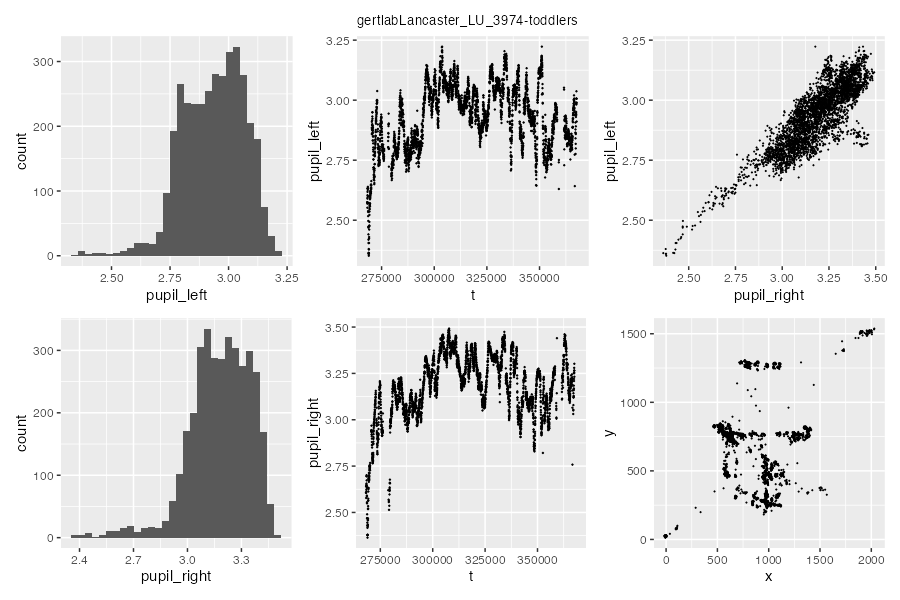 gertlabLancaster_LU_3974-toddlers
count
300
200
100
0
2.50 2.75 3.00 3.25
pupil_left
pupil_left
3.25
3.00
2.75
2.50
275000 300000 325000 350000
t
pupil_left
3.25
3.00
2.75
2.50
2.50 2.75 3.00 3.25 3.50
pupil_right
count
300
200
100
0
2.4 2.7 3.0 3.3
pupil_right
pupil_right
3.50
3.25
3.00
2.75
2.50
275000 300000 325000 350000
t
y
1500
1000
500
0
0 500 1000 1500 2000
x